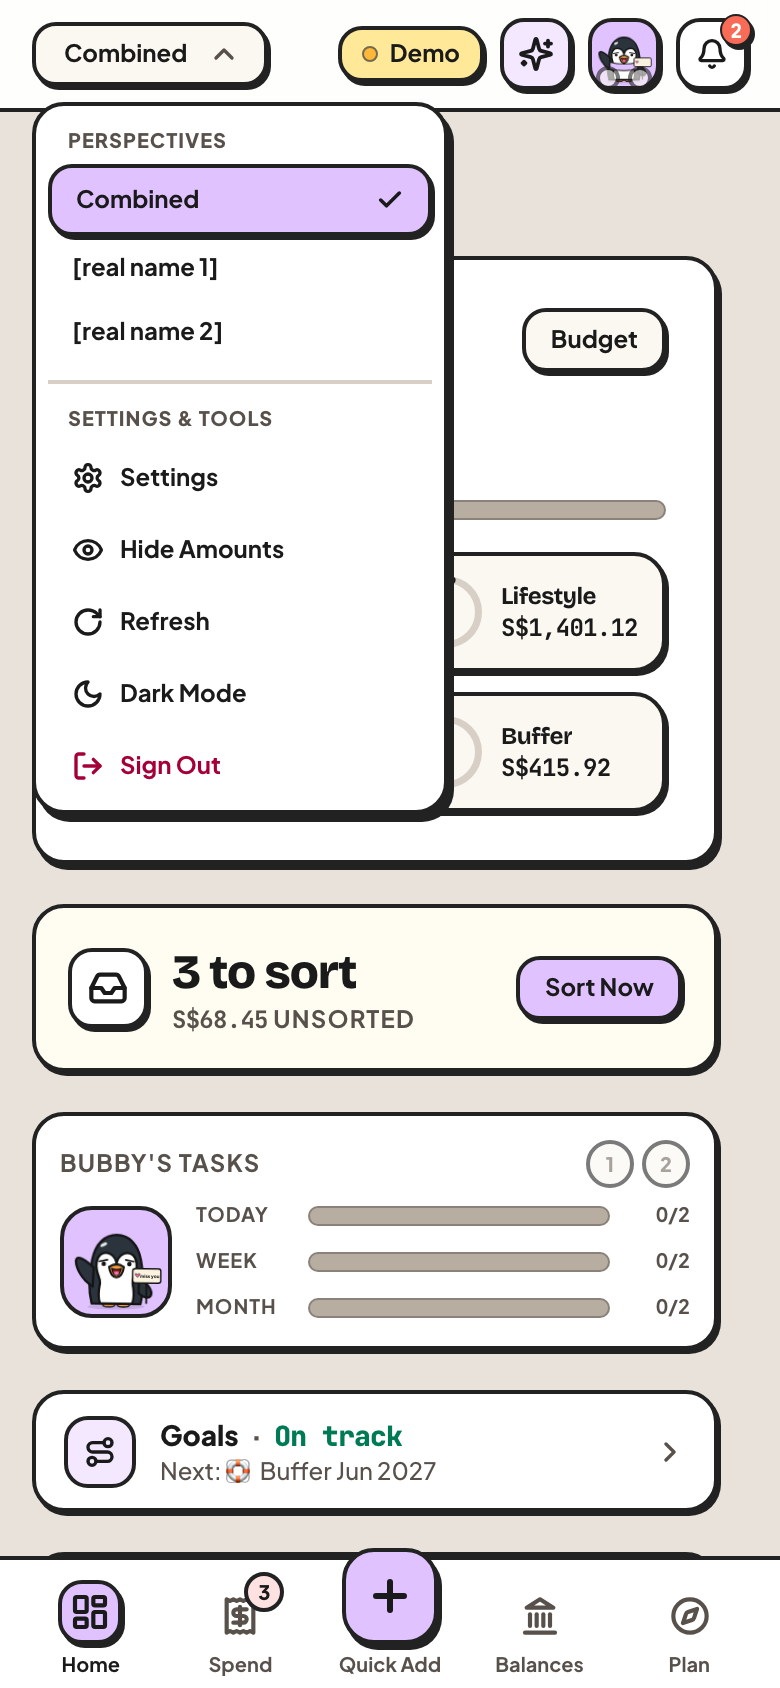 Combined
Demo
2
PERSPECTIVES
Combined
[real name 1]
[real name 2]
Budget
SETTINGS & TOOLS
Settings
Hide Amounts
Refresh
Dark Mode
Sign Out
Lifestyle
S$1,401.12
Buffer
S$415.92
3 to sort
S$68.45 UNSORTED
Sort Now
BUBBY'S TASKS
1 2
TODAY 0/2
WEEK 0/2
MONTH 0/2
miss you
Goals · On track
Next: 🛟 Buffer Jun 2027
3
Home
Spend
Quick Add
Balances
Plan